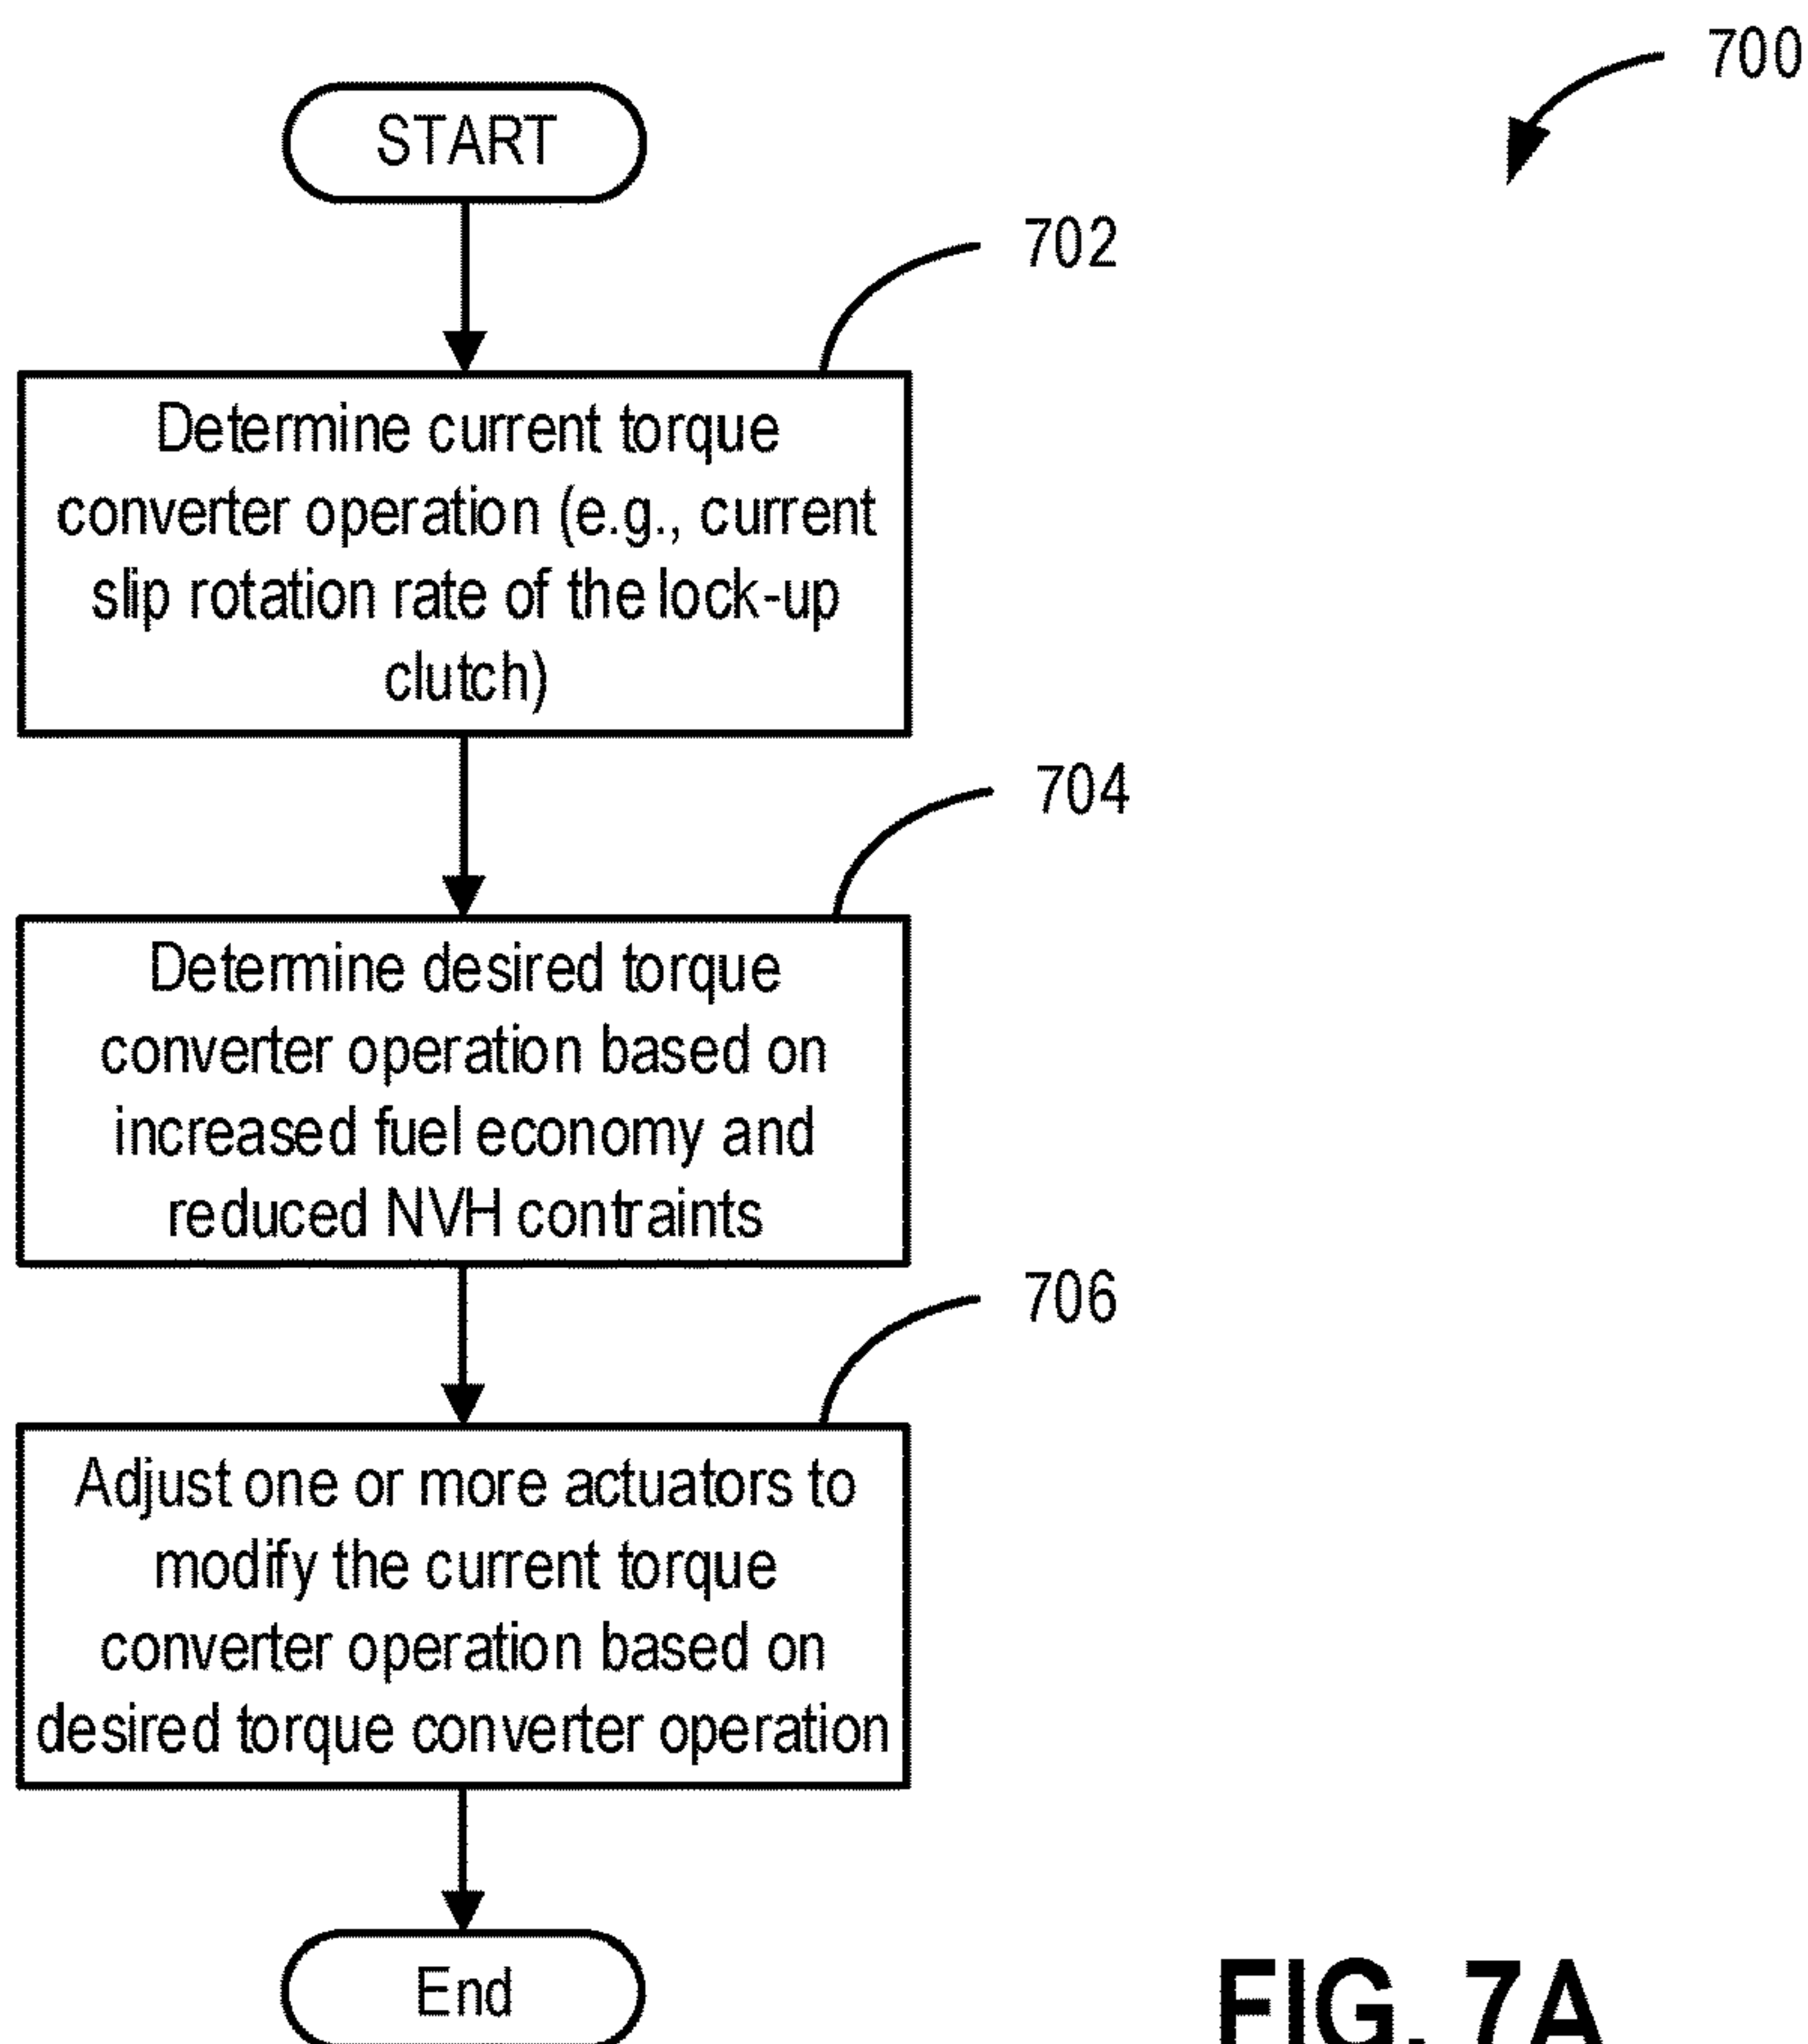 700
START
702
Determine current torque
converter operation (e.g., current
slip rotation rate of the lock-up
clutch)
704
Determine desired torque
converter operation based on
increased fuel economy and
reduced NVH contraints
706
Adjust one or more actuators to
modify the current torque
converter operation based on
desired torque converter operation
End
FIG. 7A